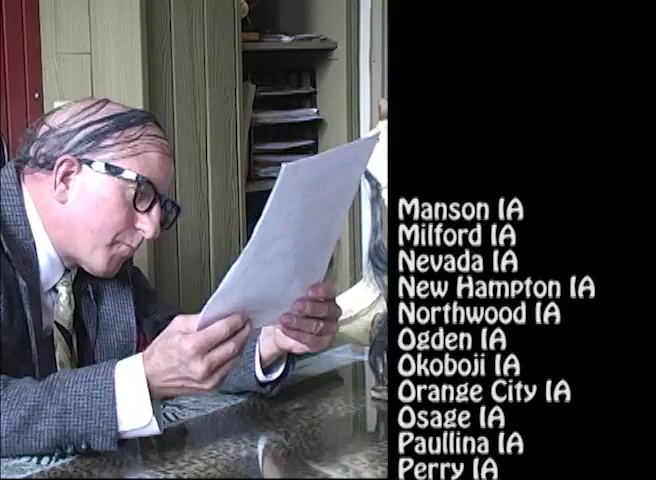 Manson IA
Milford IA
Nevada IA
New Hampton IA
Northwood IA
Ogden IA
Okoboji IA
Orange City IA
Osage IA
Paullina IA
Perry IA